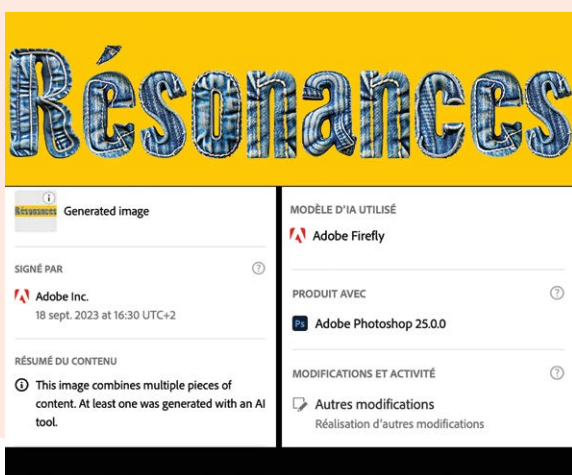 Résonances
Résonances
Generated image
SIGNÉ PAR
Adobe Inc.
18 sept. 2023 at 16:30 UTC+2
RÉSUMÉ DU CONTENU
This image combines multiple pieces of
content. At least one was generated with an AI
tool.
MODÈLE D'IA UTILISÉ
Adobe Firefly
PRODUIT AVEC
Ps Adobe Photoshop 25.0.0
MODIFICATIONS ET ACTIVITÉ
Autres modifications
Réalisation d'autres modifications